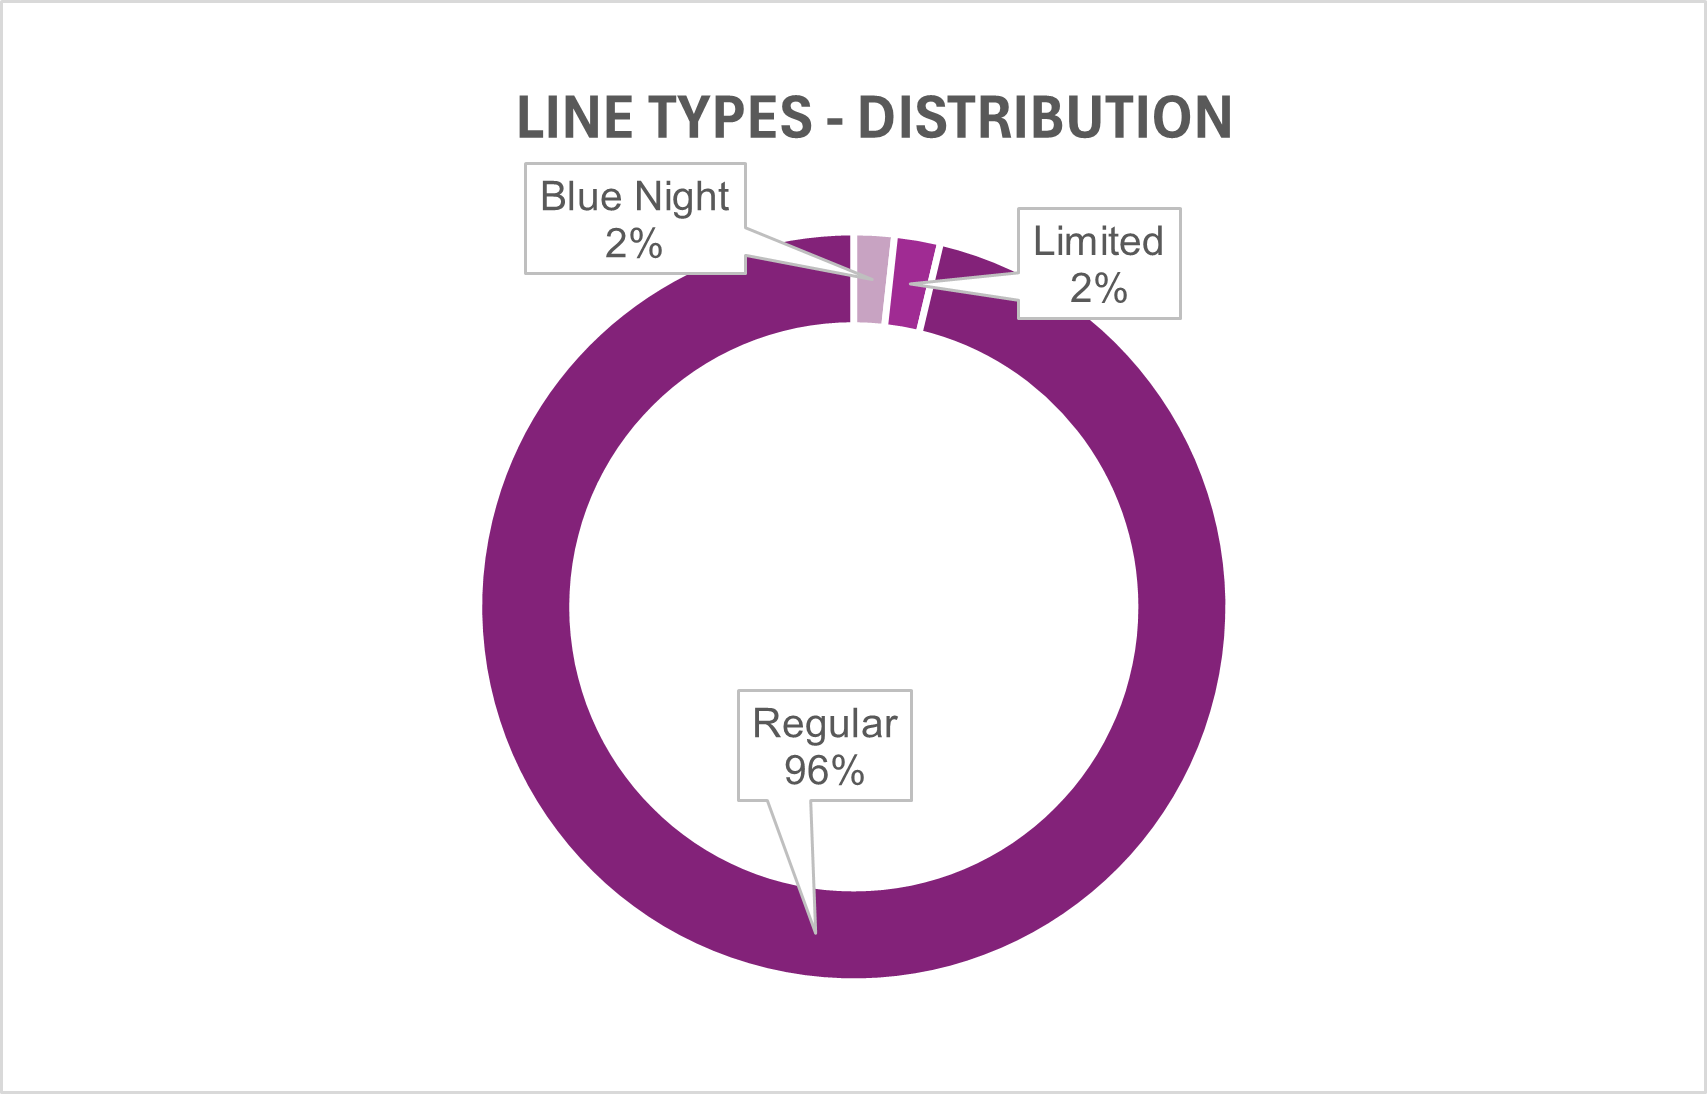 LINE TYPES - DISTRIBUTION
Blue Night
2%
Limited
2%
Regular
96%